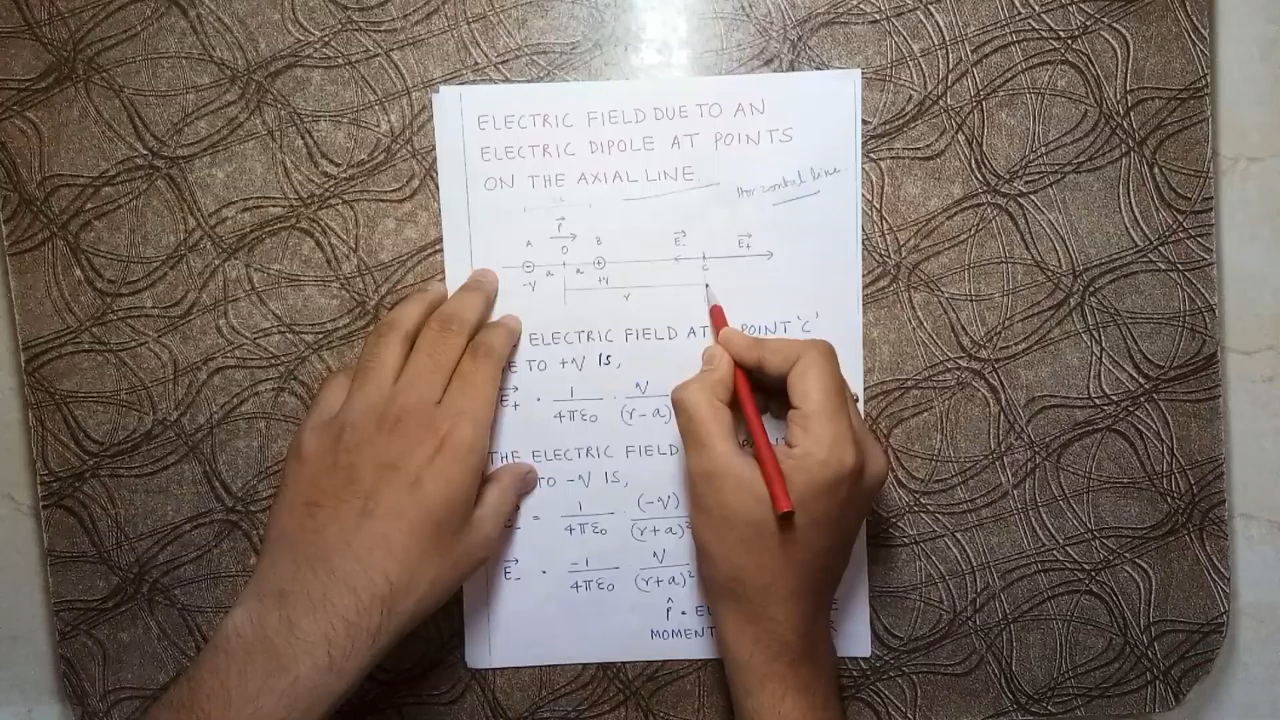 ELECTRIC FIELD DUE TO AN
ELECTRIC DIPOLE AT POINTS
ON THE AXIAL LINE
Horizontal line
p
A O B E₋ E₊
a a C
-q +q
r
ELECTRIC FIELD AT POINT 'C'
E TO +q IS,
E₊ = 1/4πε₀ · q/(r-a)
THE ELECTRIC FIELD
TO -q IS,
= 1/4πε₀ · (-q)/(r+a)²
E₋ = -1/4πε₀ q/(r+a)²
p̂ =
MOMENT